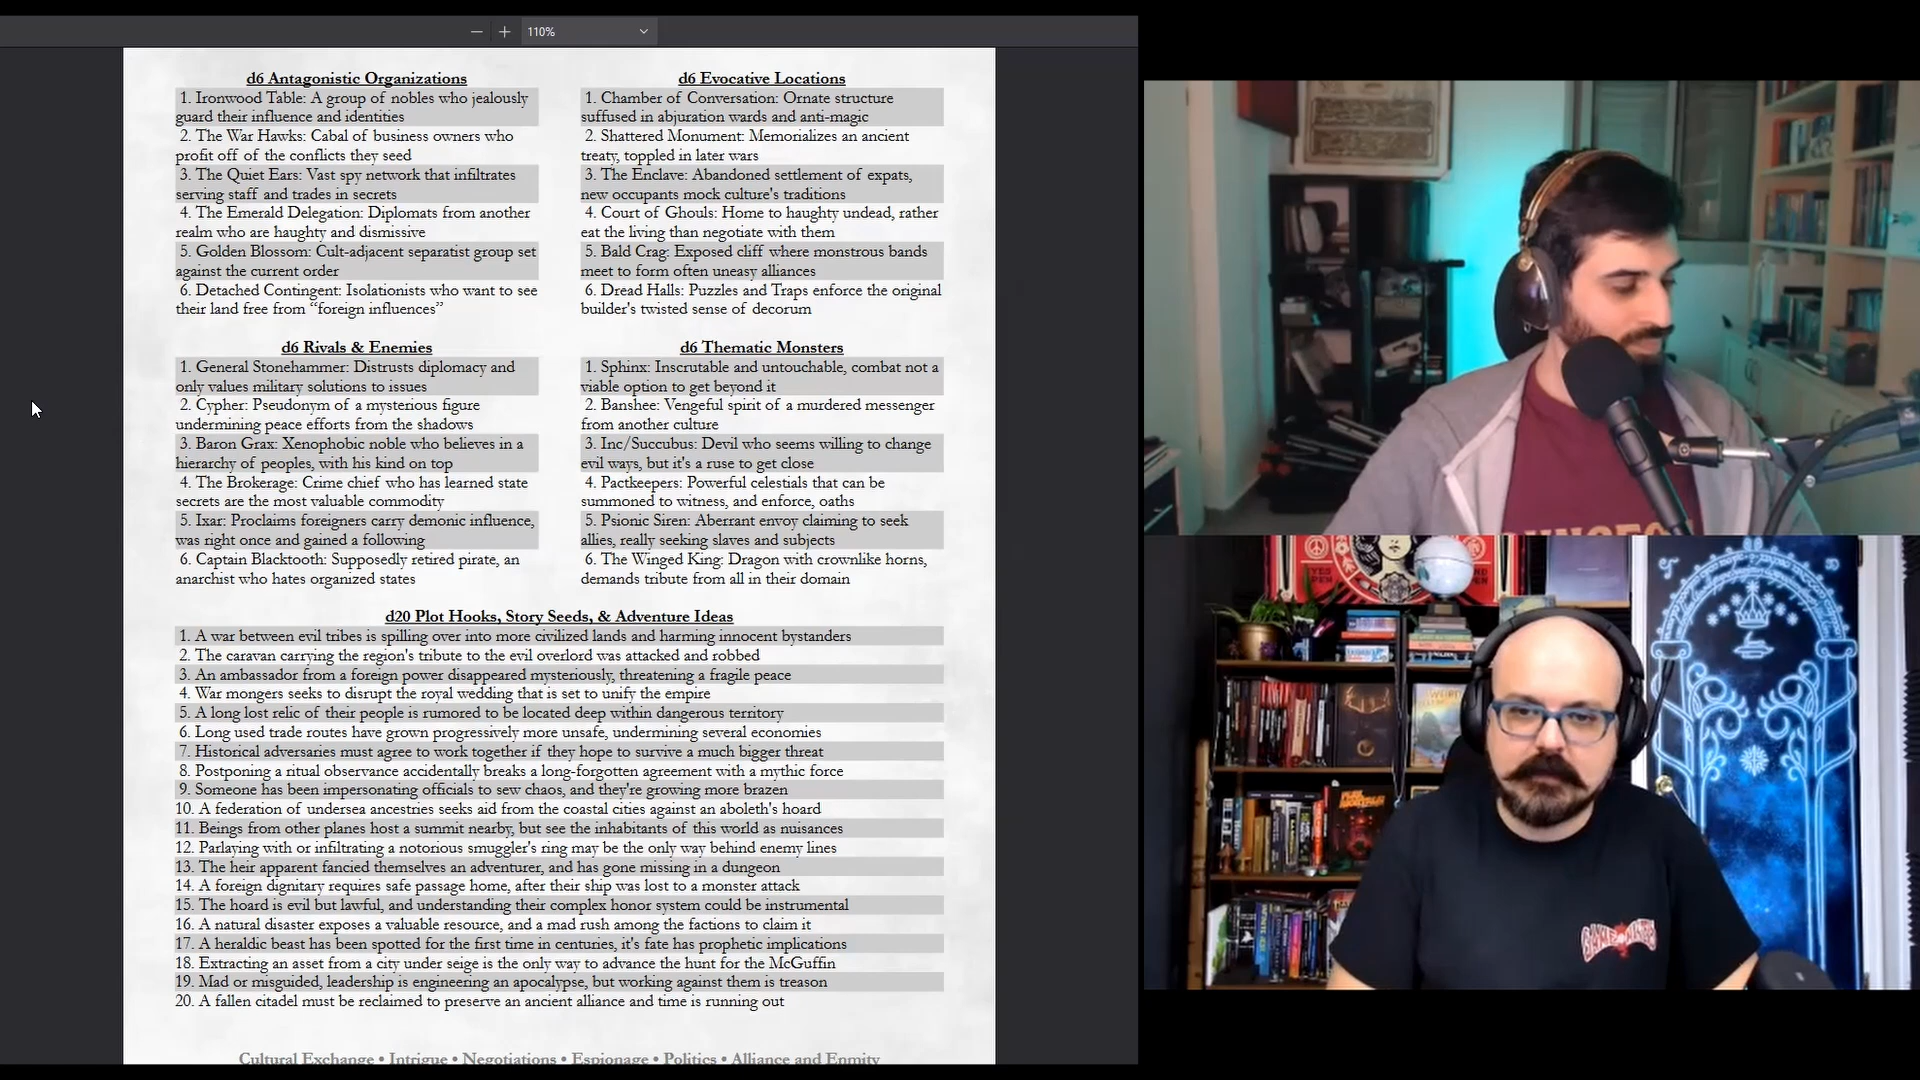 110%
d6 Antagonistic Organizations
1. Ironwood Table: A group of nobles who jealously
guard their influence and identities
2. The War Hawks: Cabal of business owners who
profit off of the conflicts they seed
3. The Quiet Ears: Vast spy network that infiltrates
serving staff and trades in secrets
4. The Emerald Delegation: Diplomats from another
realm who are haughty and dismissive
5. Golden Blossom: Cult-adjacent separatist group set
against the current order
6. Detached Contingent: Isolationists who want to see
their land free from “foreign influences”
d6 Evocative Locations
1. Chamber of Conversation: Ornate structure
suffused in abjuration wards and anti-magic
2. Shattered Monument: Memorializes an ancient
treaty, toppled in later wars
3. The Enclave: Abandoned settlement of expats,
new occupants mock culture's traditions
4. Court of Ghouls: Home to haughty undead, rather
eat the living than negotiate with them
5. Bald Crag: Exposed cliff where monstrous bands
meet to form often uneasy alliances
6. Dread Halls: Puzzles and Traps enforce the original
builder's twisted sense of decorum
d6 Rivals & Enemies
1. General Stonehammer: Distrusts diplomacy and
only values military solutions to issues
2. Cypher: Pseudonym of a mysterious figure
undermining peace efforts from the shadows
3. Baron Grax: Xenophobic noble who believes in a
hierarchy of peoples, with his kind on top
4. The Brokerage: Crime chief who has learned state
secrets are the most valuable commodity
5. Ixar: Proclaims foreigners carry demonic influence,
was right once and gained a following
6. Captain Blacktooth: Supposedly retired pirate, an
anarchist who hates organized states
d6 Thematic Monsters
1. Sphinx: Inscrutable and untouchable, combat not a
viable option to get beyond it
2. Banshee: Vengeful spirit of a murdered messenger
from another culture
3. Inc/Succubus: Devil who seems willing to change
evil ways, but it's a ruse to get close
4. Pactkeepers: Powerful celestials that can be
summoned to witness, and enforce, oaths
5. Psionic Siren: Aberrant envoy claiming to seek
allies, really seeking slaves and subjects
6. The Winged King: Dragon with crownlike horns,
demands tribute from all in their domain
d20 Plot Hooks, Story Seeds, & Adventure Ideas
1. A war between evil tribes is spilling over into more civilized lands and harming innocent bystanders
2. The caravan carrying the region's tribute to the evil overlord was attacked and robbed
3. An ambassador from a foreign power disappeared mysteriously, threatening a fragile peace
4. War mongers seeks to disrupt the royal wedding that is set to unify the empire
5. A long lost relic of their people is rumored to be located deep within dangerous territory
6. Long used trade routes have grown progressively more unsafe, undermining several economies
7. Historical adversaries must agree to work together if they hope to survive a much bigger threat
8. Postponing a ritual observance accidentally breaks a long-forgotten agreement with a mythic force
9. Someone has been impersonating officials to sew chaos, and they're growing more brazen
10. A federation of undersea ancestries seeks aid from the coastal cities against an aboleth's hoard
11. Beings from other planes host a summit nearby, but see the inhabitants of this world as nuisances
12. Parlaying with or infiltrating a notorious smuggler's ring may be the only way behind enemy lines
13. The heir apparent fancied themselves an adventurer, and has gone missing in a dungeon
14. A foreign dignitary requires safe passage home, after their ship was lost to a monster attack
15. The hoard is evil but lawful, and understanding their complex honor system could be instrumental
16. A natural disaster exposes a valuable resource, and a mad rush among the factions to claim it
17. A heraldic beast has been spotted for the first time in centuries, it's fate has prophetic implications
18. Extracting an asset from a city under seige is the only way to advance the hunt for the McGuffin
19. Mad or misguided, leadership is engineering an apocalypse, but working against them is treason
20. A fallen citadel must be reclaimed to preserve an ancient alliance and time is running out
Cultural Exchange • Intrigue • Negotiations • Espionage • Politics • Alliance and Enmity